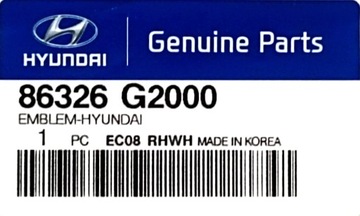 HYUNDAI
Genuine Parts
86326 G2000
EMBLEM-HYUNDAI
1 PC EC08 RHWH MADE IN KOREA